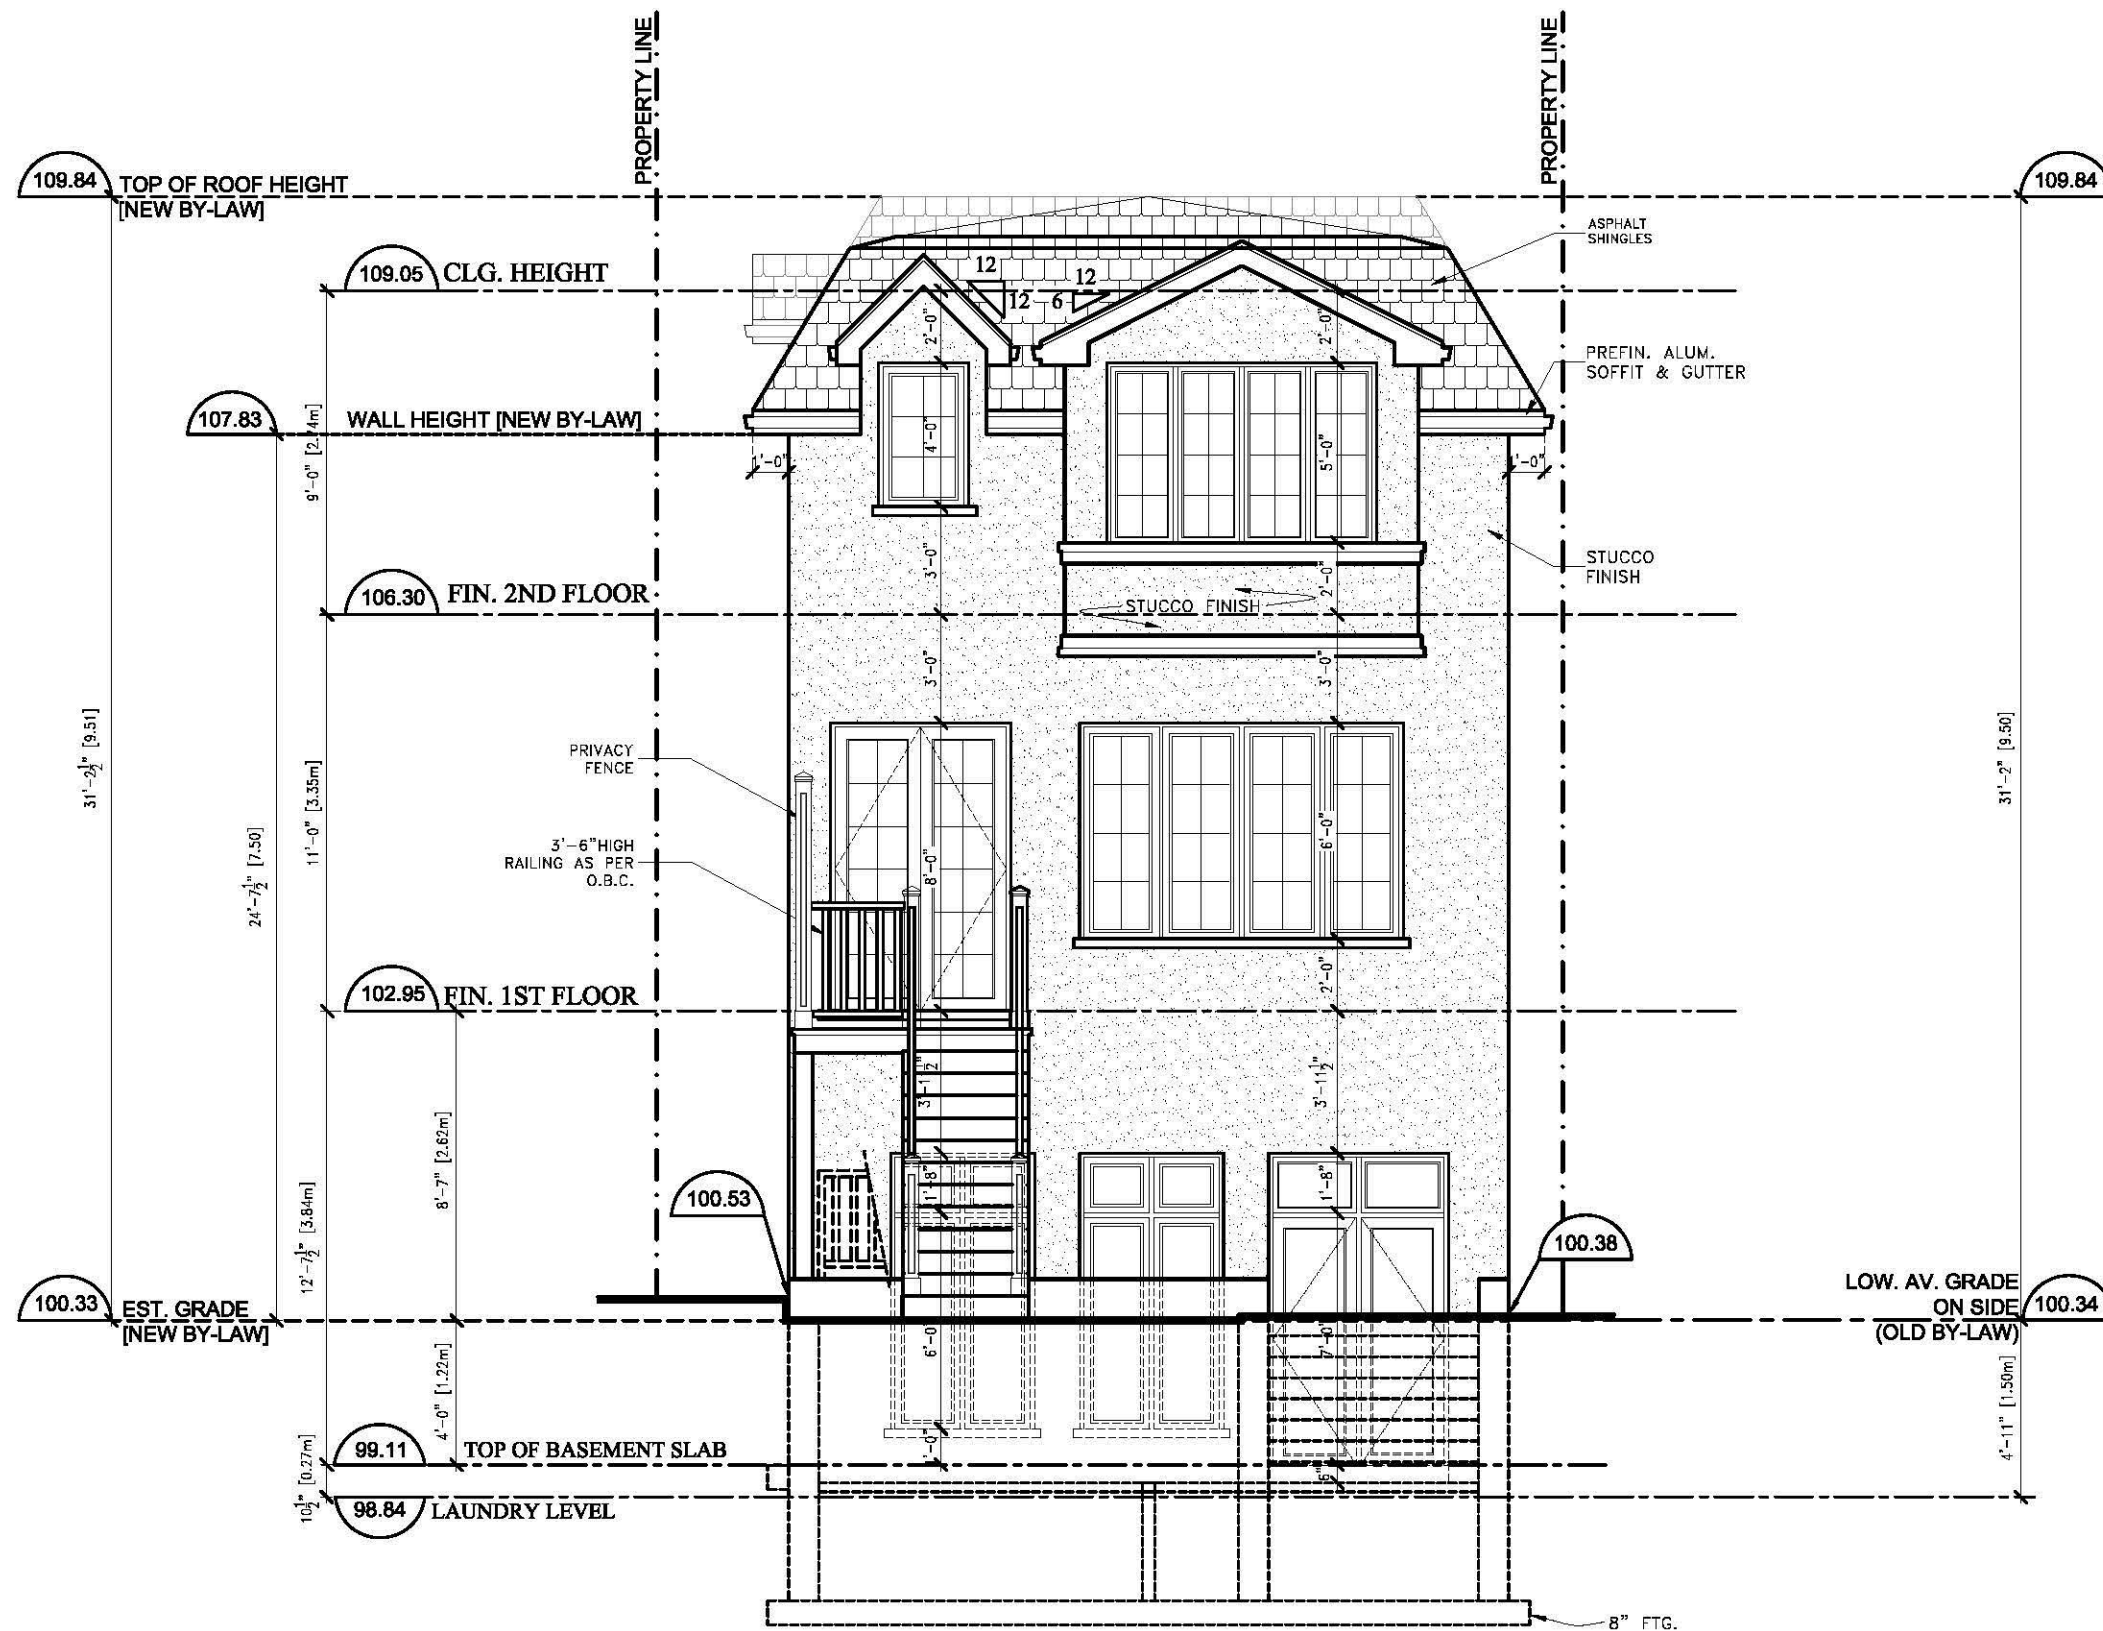 PROPERTY LINE
PROPERTY LINE
109.84
TOP OF ROOF HEIGHT
[NEW BY-LAW]
109.84
ASPHALT
SHINGLES
109.05
CLG. HEIGHT
12
12
12
6
2'-0"
2'-0"
PREFIN. ALUM.
SOFFIT & GUTTER
107.83
WALL HEIGHT [NEW BY-LAW]
4'-0"
5'-0"
1'-0"
1'-0"
9'-0" [2.74m]
STUCCO
FINISH
3'-0"
2'-0"
106.30
FIN. 2ND FLOOR
STUCCO FINISH
3'-0"
3'-0"
31'-2½" [9.51]
31'-2" [9.50]
PRIVACY
FENCE
11'-0" [3.35m]
24'-7½" [7.50]
3'-6"HIGH
RAILING AS PER
O.B.C.
8'-0"
6'-0"
2'-0"
102.95
FIN. 1ST FLOOR
3'-11½"
3'-11½"
8'-7" [2.62m]
12'-7½" [3.84m]
100.53
1'-8"
1'-8"
100.38
100.33
EST. GRADE
[NEW BY-LAW]
LOW. AV. GRADE
ON SIDE
(OLD BY-LAW)
100.34
6'-0"
7'-0"
4'-0" [1.22m]
4'-11" [1.50m]
1'-0"
99.11
TOP OF BASEMENT SLAB
6"
10½" [0.27m]
98.84
LAUNDRY LEVEL
8" FTG.